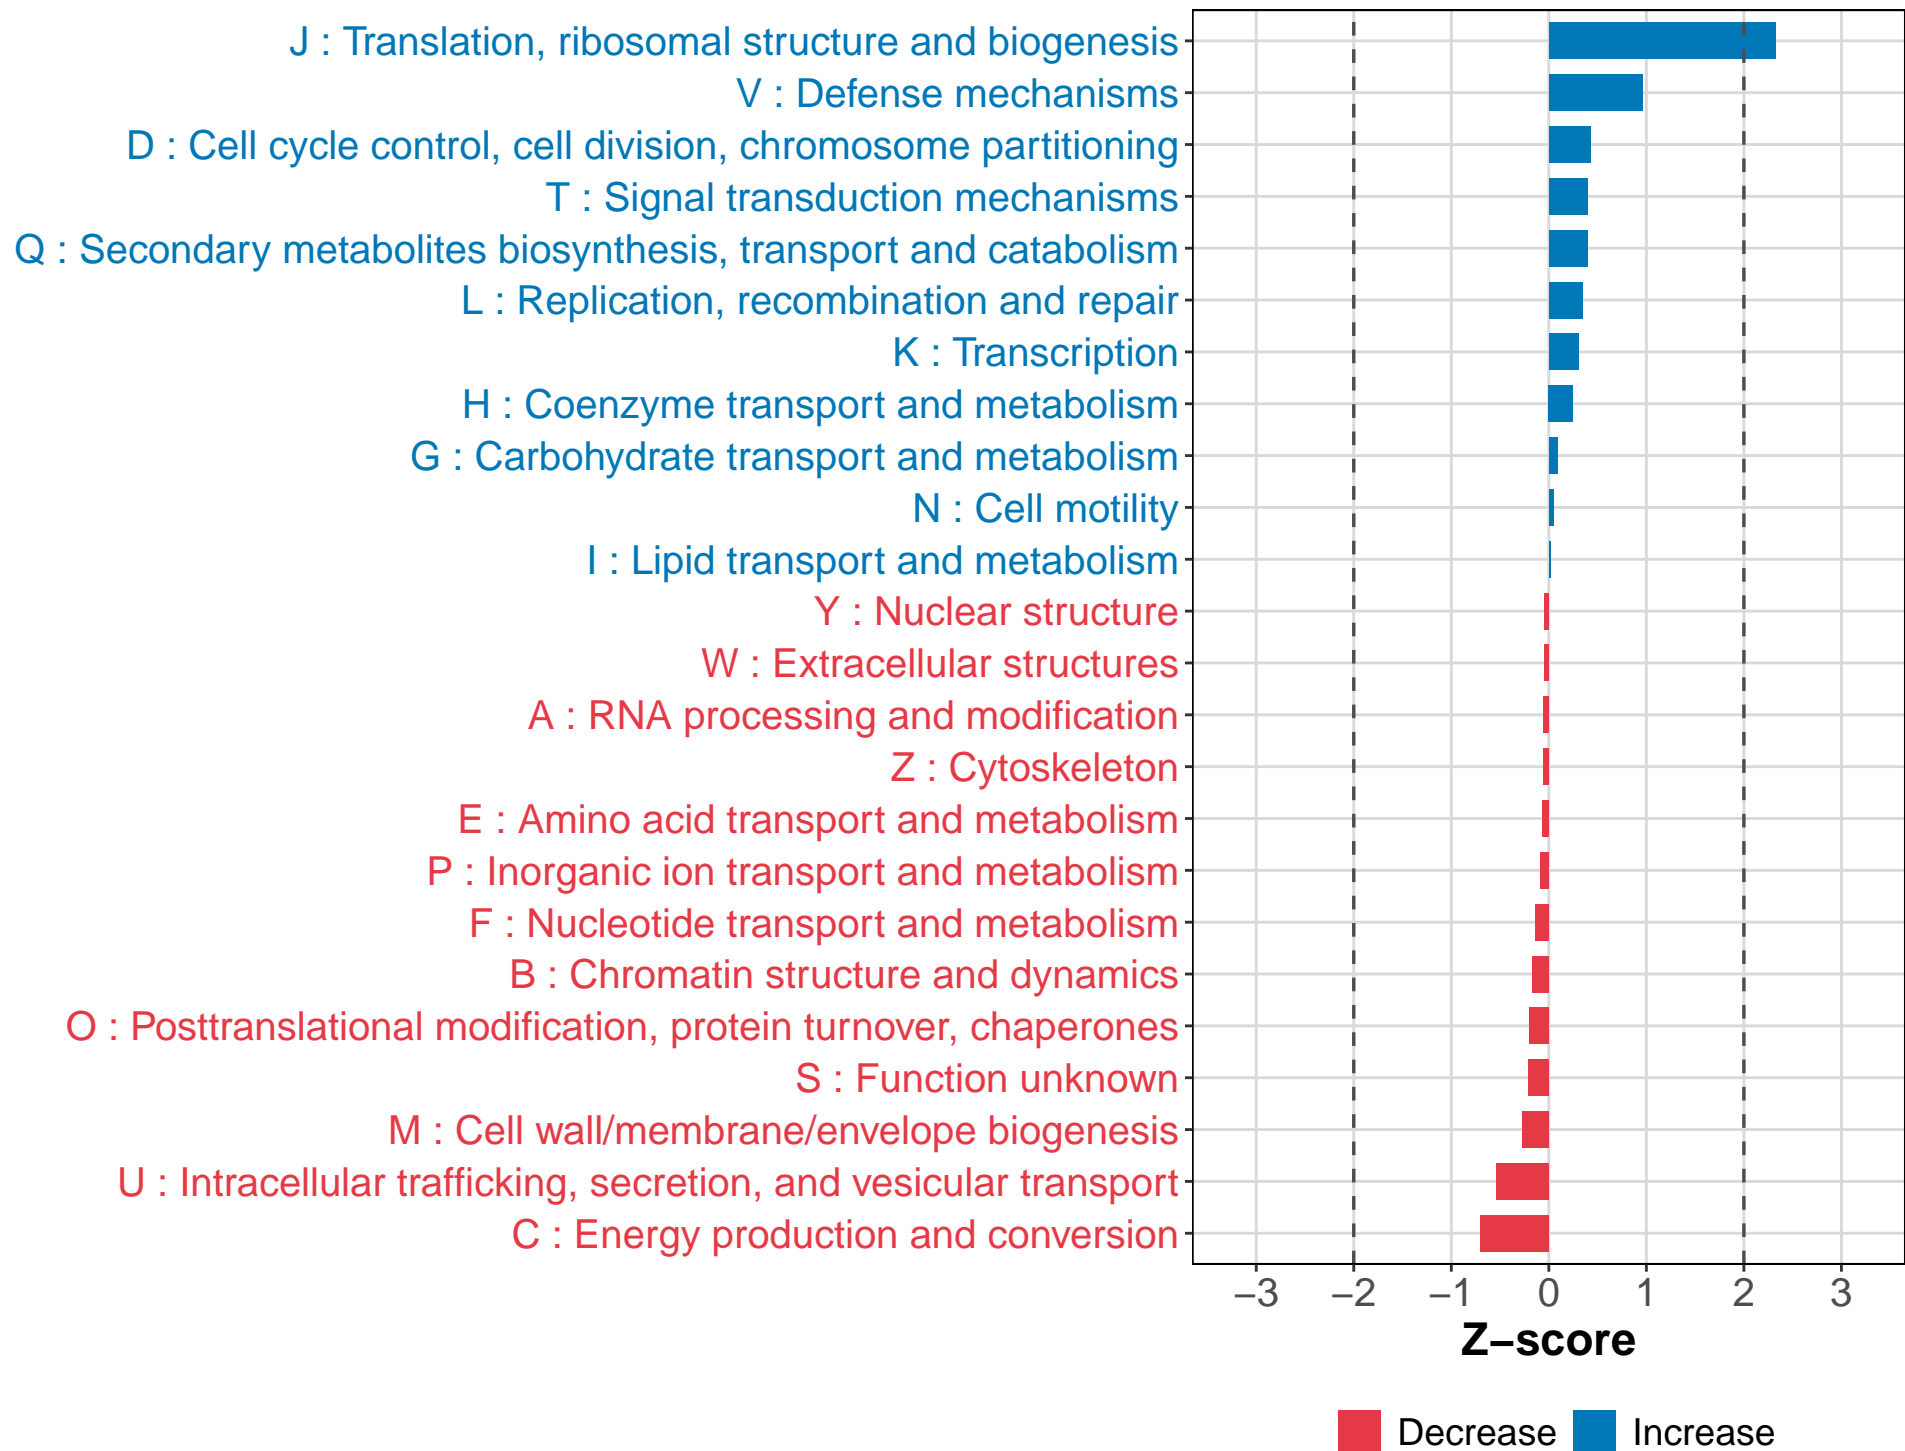 J : Translation, ribosomal structure and biogenesis
V : Defense mechanisms
D : Cell cycle control, cell division, chromosome partitioning
T : Signal transduction mechanisms
Q : Secondary metabolites biosynthesis, transport and catabolism
L : Replication, recombination and repair
K : Transcription
H : Coenzyme transport and metabolism
G : Carbohydrate transport and metabolism
N : Cell motility
I : Lipid transport and metabolism
Y : Nuclear structure
W : Extracellular structures
A : RNA processing and modification
Z : Cytoskeleton
E : Amino acid transport and metabolism
P : Inorganic ion transport and metabolism
F : Nucleotide transport and metabolism
B : Chromatin structure and dynamics
O : Posttranslational modification, protein turnover, chaperones
S : Function unknown
M : Cell wall/membrane/envelope biogenesis
U : Intracellular trafficking, secretion, and vesicular transport
C : Energy production and conversion
−3 −2 −1 0 1 2 3
Z−score
Decrease Increase